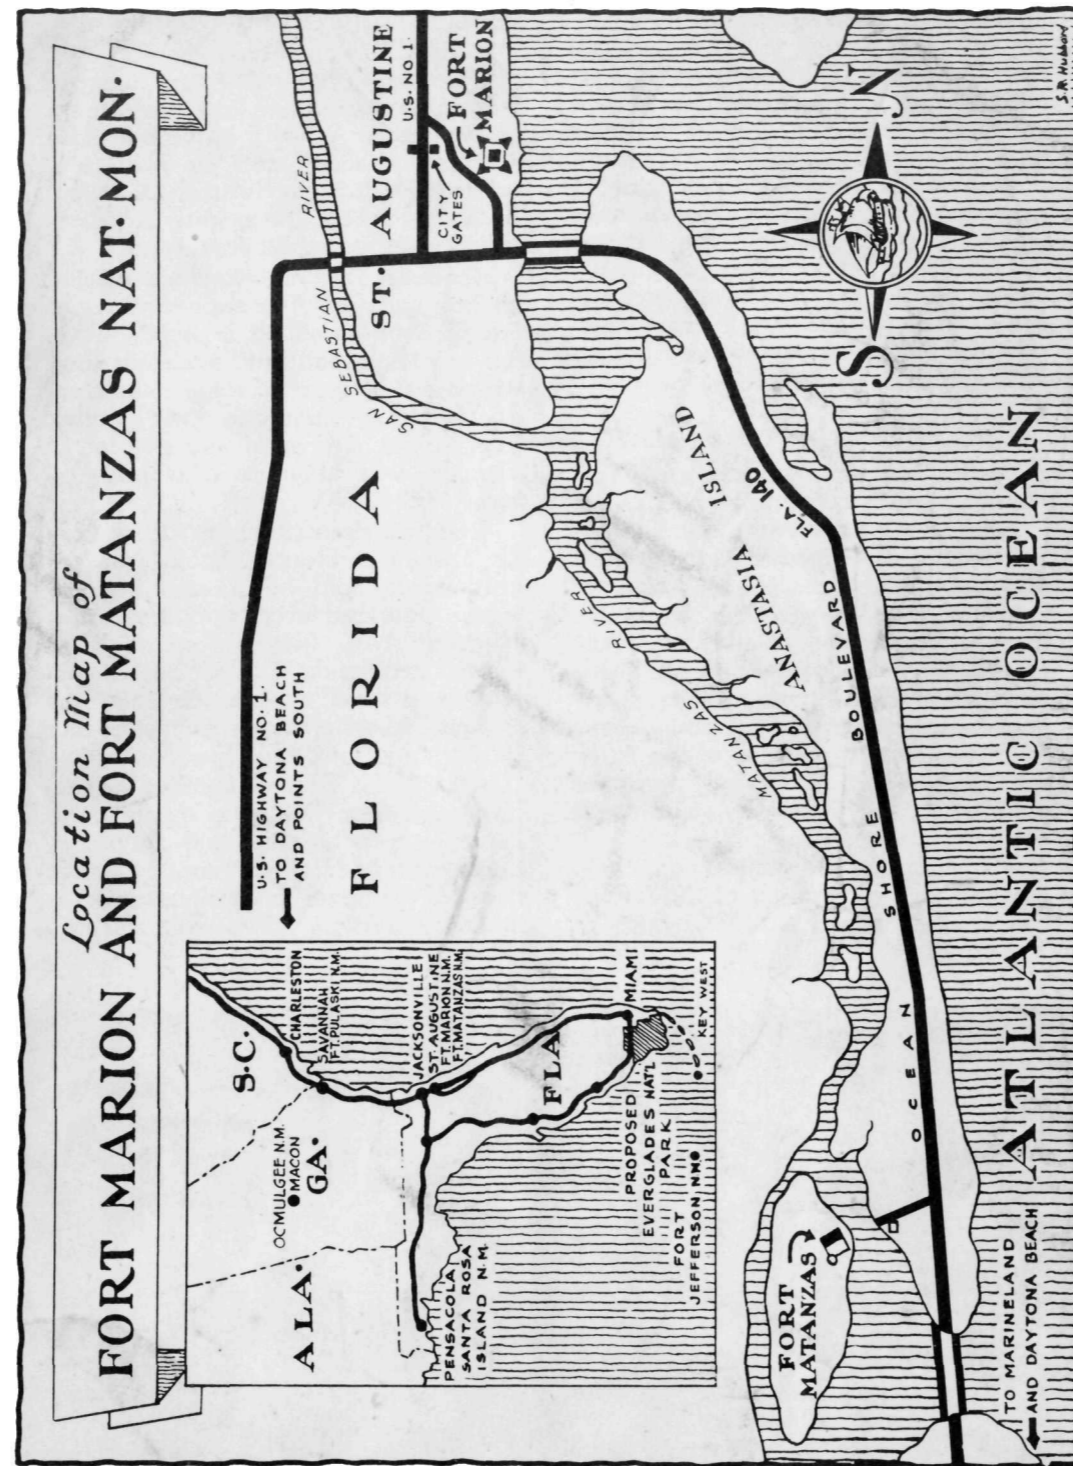 Location Map of
FORT MARION AND FORT MATANZAS NAT. MON.
U.S. HIGHWAY NO. 1.
TO DAYTONA BEACH
AND POINTS SOUTH
FLORIDA
SAN SEBASTIAN RIVER
ST. AUGUSTINE
U.S. NO 1.
CITY
GATES
FORT
MARION
MATANZAS RIVER
ANASTASIA ISLAND
FLA. 140
OCEAN SHORE BOULEVARD
FORT
MATANZAS
S N
ATLANTIC OCEAN
TO MARINELAND
AND DAYTONA BEACH
S.R. Hubbard
S.C.
CHARLESTON
SAVANNAH
FT. PULASKI N.M.
OCMULGEE N.M.
MACON
GA.
ALA.
JACKSONVILLE
ST. AUGUSTINE
FT. MARION N.M.
FT. MATANZAS N.M.
FLA.
PENSACOLA
SANTA ROSA
ISLAND N.M.
MIAMI
PROPOSED
EVERGLADES NAT'L
PARK
FORT
JEFFERSON N.M.
KEY WEST